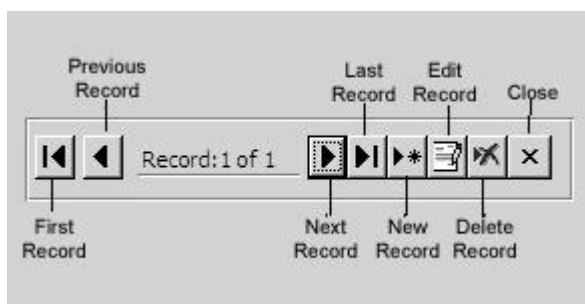 Previous
Record
Last
Record
Edit
Record
Close
Record:1 of 1
First
Record
Next
Record
New
Record
Delete
Record